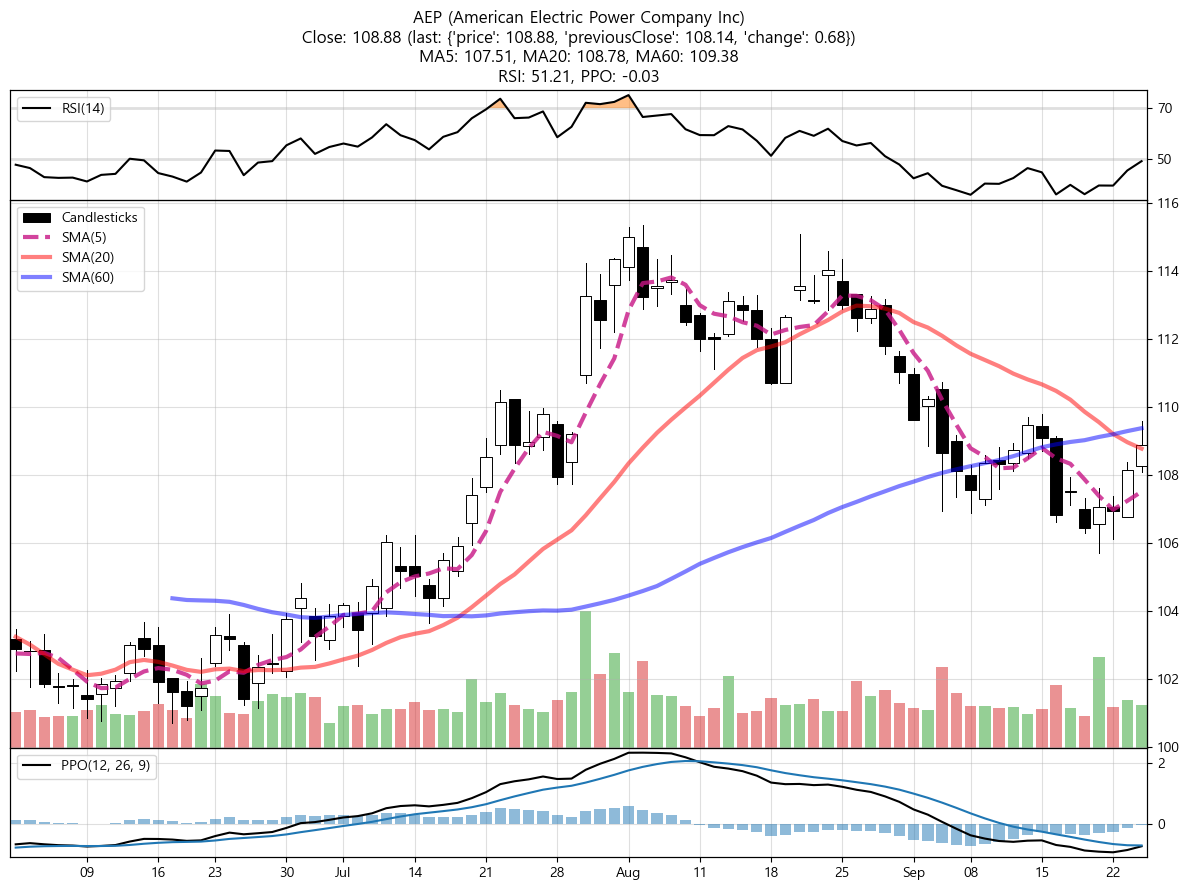 AEP (American Electric Power Company Inc)
Close: 108.88 (last: {'price': 108.88, 'previousClose': 108.14, 'change': 0.68})
MA5: 107.51, MA20: 108.78, MA60: 109.38
RSI: 51.21, PPO: -0.03
RSI(14)
70
50
Candlesticks
SMA(5)
SMA(20)
SMA(60)
116
114
112
110
108
106
104
102
100
PPO(12, 26, 9)
2
0
09 16 23 30 Jul 14 21 28 Aug 11 18 25 Sep 08 15 22